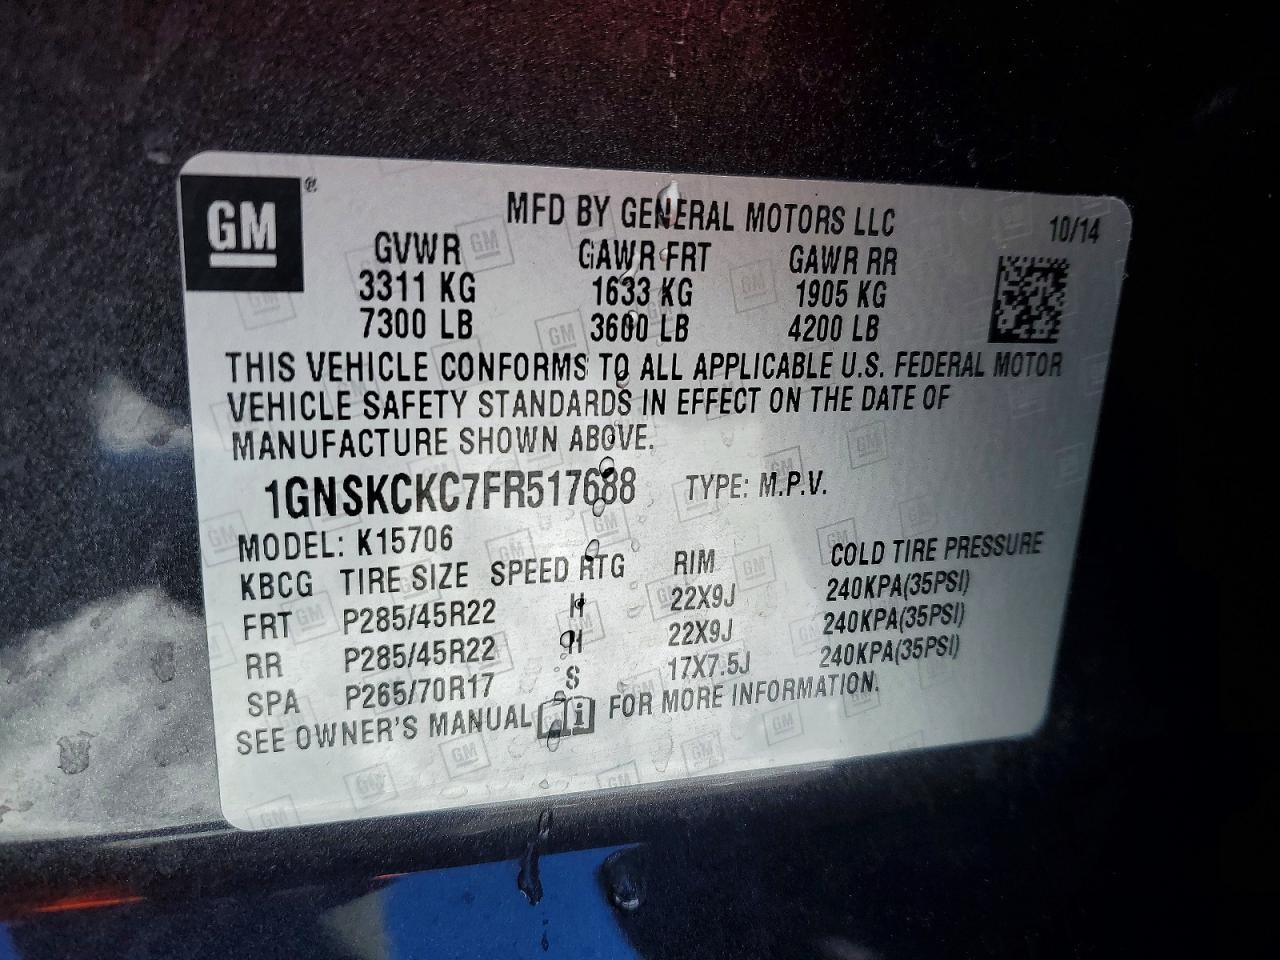 GM ®
MFD BY GENERAL MOTORS LLC 10/14
GVWR GAWR FRT GAWR RR
3311 KG 1633 KG 1905 KG
7300 LB 3600 LB 4200 LB
THIS VEHICLE CONFORMS TO ALL APPLICABLE U.S. FEDERAL MOTOR
VEHICLE SAFETY STANDARDS IN EFFECT ON THE DATE OF
MANUFACTURE SHOWN ABOVE.
1GNSKCKC7FR517688 TYPE: M.P.V.
MODEL: K15706
KBCG TIRE SIZE SPEED RTG RIM COLD TIRE PRESSURE
FRT P285/45R22 H 22X9J 240KPA(35PSI)
RR P285/45R22 H 22X9J 240KPA(35PSI)
SPA P265/70R17 S 17X7.5J 240KPA(35PSI)
SEE OWNER'S MANUAL i FOR MORE INFORMATION.